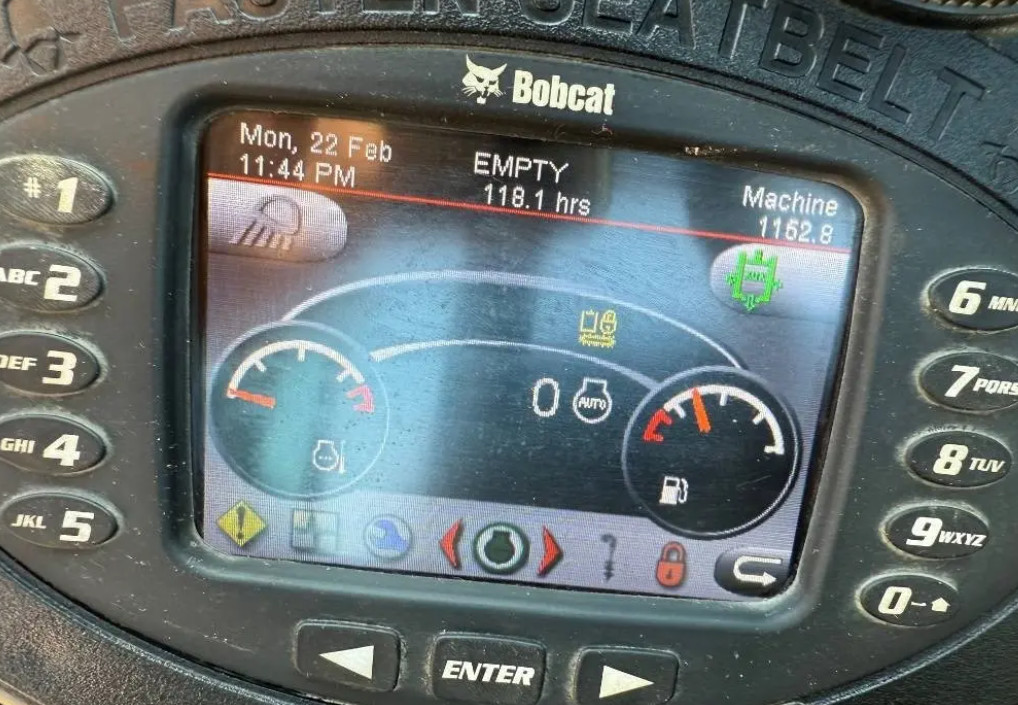 FASTEN SEATBELT
Bobcat
Mon, 22 Feb
11:44 PM
EMPTY
118.1 hrs
Machine
1152.8
#1
ABC 2
DEF 3
GHI 4
JKL 5
6
7 PQRS
8 TUV
9 WXYZ
0-
AUTO
0 AUTO
ENTER